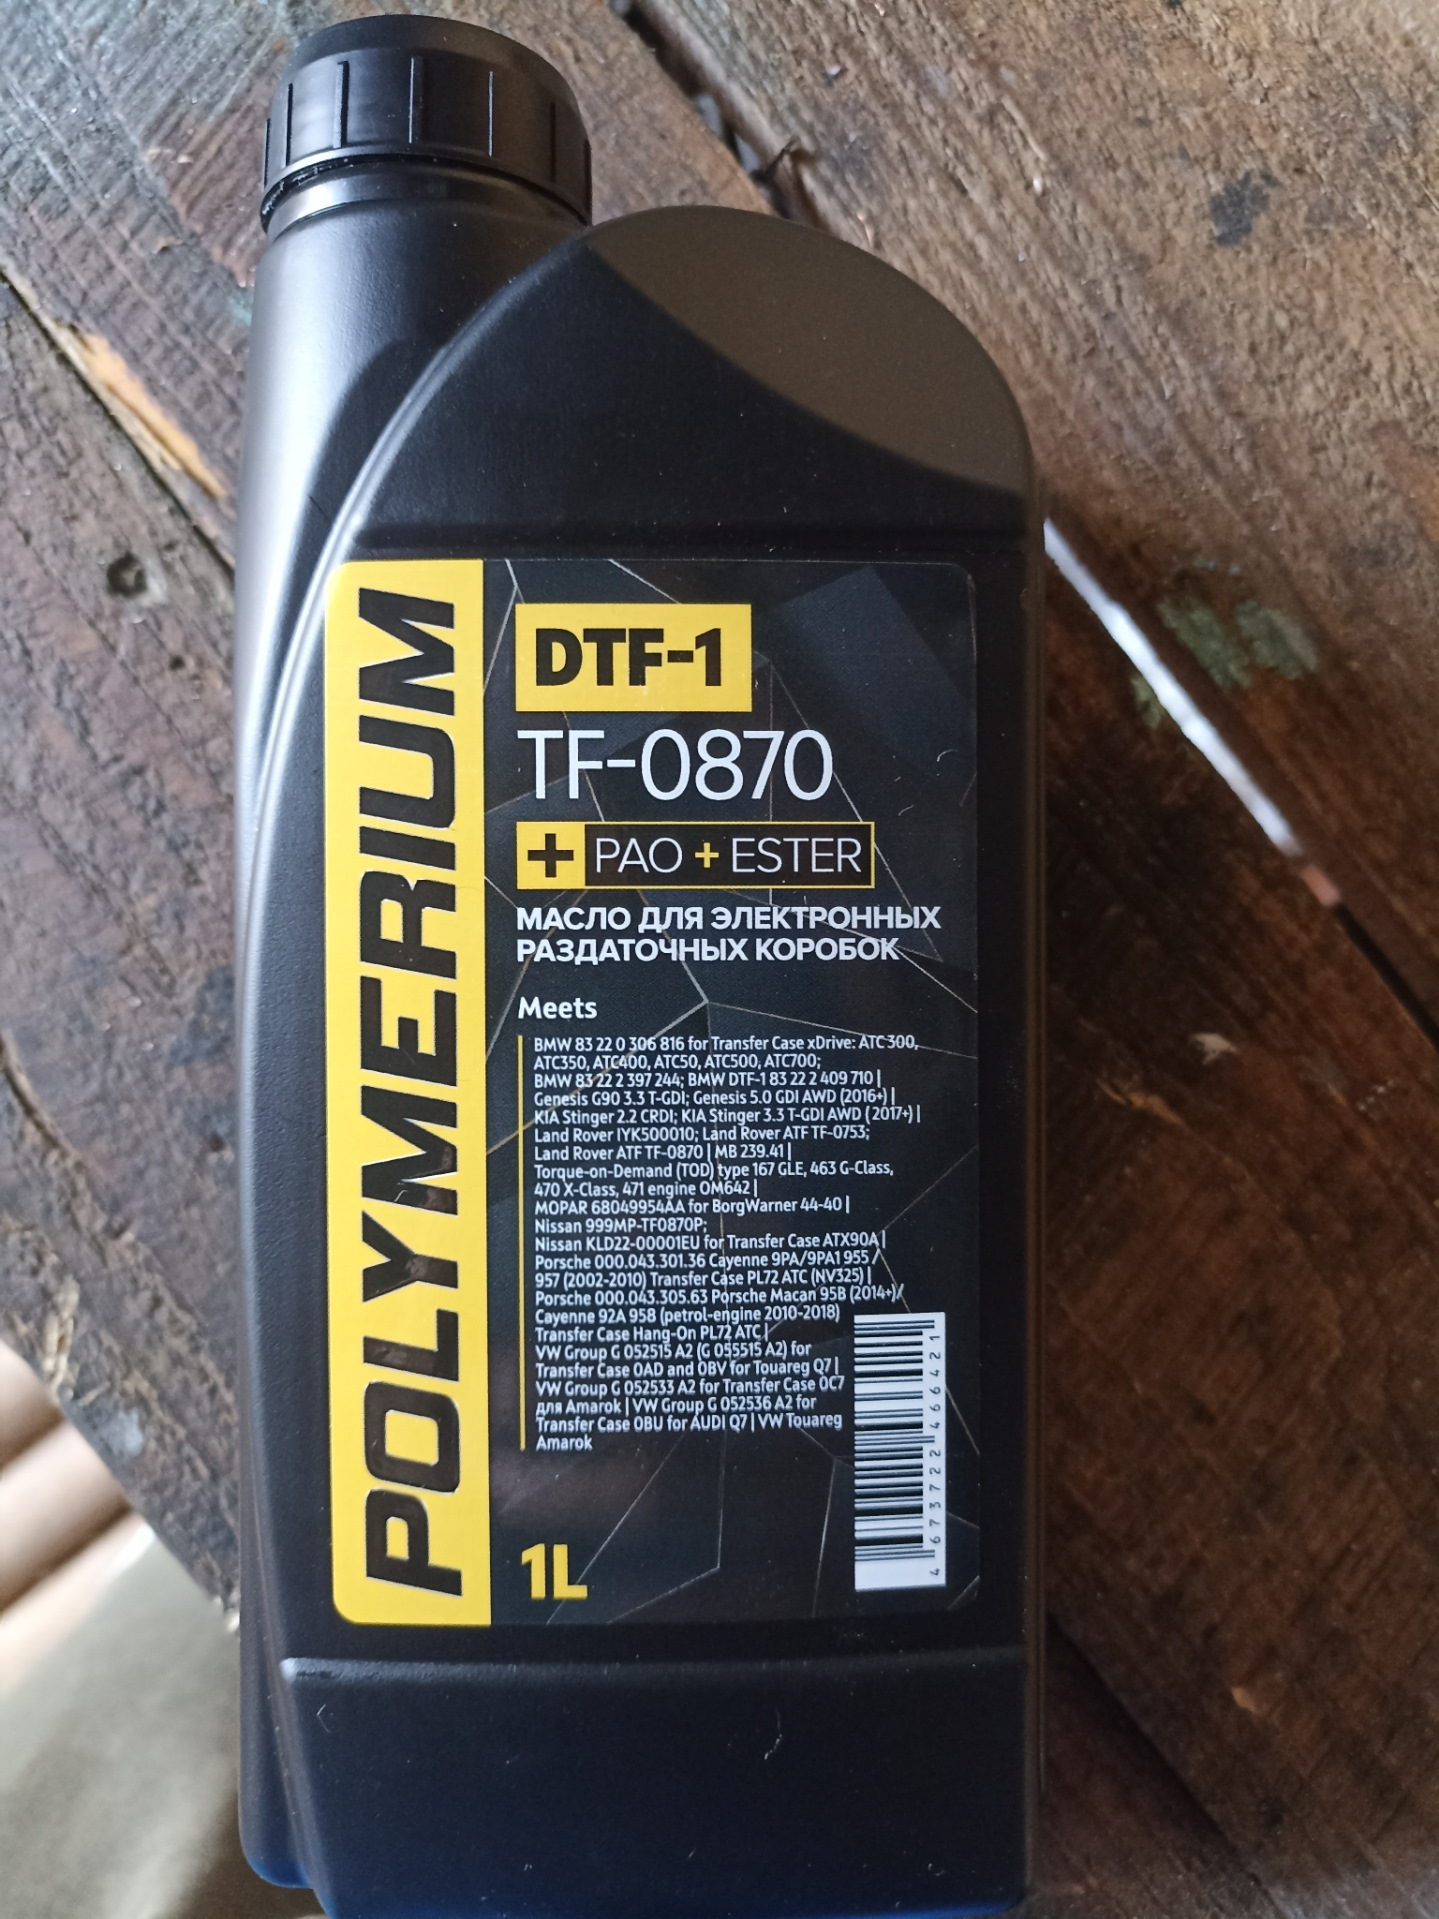 POLYMERIUM
DTF-1
TF-0870
+ PAO + ESTER
МАСЛО ДЛЯ ЭЛЕКТРОННЫХ
РАЗДАТОЧНЫХ КОРОБОК
Meets
BMW 83 22 0 306 816 for Transfer Case xDrive: ATC 300,
ATC350, ATC400, ATC50, ATC500, ATC700;
BMW 83 22 2 397 244; BMW DTF-1 83 22 2 409 710 |
Genesis G90 3.3 T-GDI; Genesis 5.0 GDI AWD (2016+) |
KIA Stinger 2.2 CRDI; KIA Stinger 3.3 T-GDI AWD (2017+) |
Land Rover IYK500010; Land Rover ATF TF-0753;
Land Rover ATF TF-0870 | MB 239.41 |
Torque-on-Demand (TOD) type 167 GLE, 463 G-Class,
470 X-Class, 471 engine OM642 |
MOPAR 68049954AA for BorgWarner 44-40 |
Nissan 999MP-TF0870P;
Nissan KLD22-00001EU for Transfer Case ATX90A |
Porsche 000.043.301.36 Cayenne 9PA/9PA1 955 /
957 (2002-2010) Transfer Case PL72 ATC (NV325) |
Porsche 000.043.305.63 Porsche Macan 95B (2014+)/
Cayenne 92A 958 (petrol-engine 2010-2018)
Transfer Case Hang-On PL72 ATC |
VW Group G 052515 A2 (G 055515 A2) for
Transfer Case 0AD and 0BV for Touareg Q7 |
VW Group G 052533 A2 for Transfer Case 0C7
для Amarok | VW Group G 052536 A2 for
Transfer Case 0BU for AUDI Q7 | VW Touareg
Amarok
1L
4 673722 466421